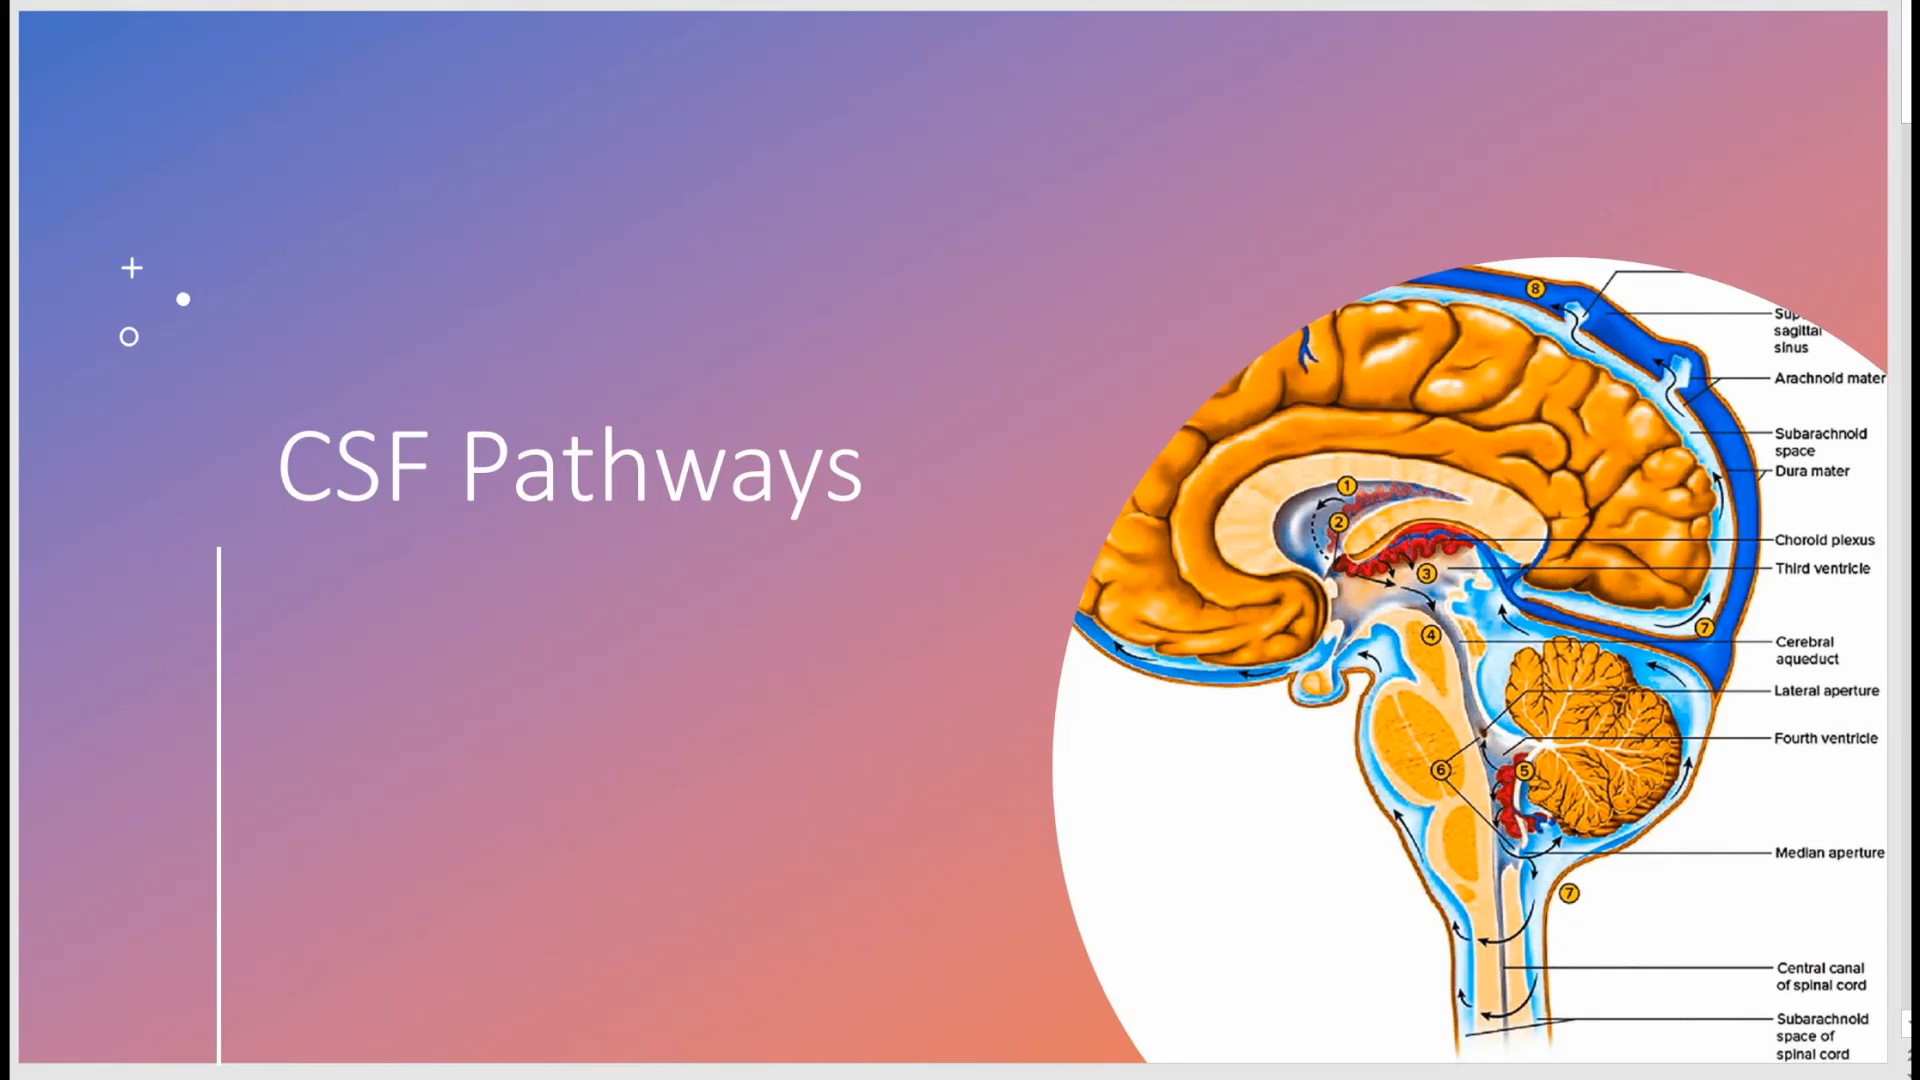 CSF Pathways
8
sagittal
sinus
Arachnoid mater
Subarachnoid
space
Dura mater
1
2
Choroid plexus
3
Third ventricle
7
4
Cerebral
aqueduct
Lateral aperture
Fourth ventricle
6
5
Median aperture
7
Central canal
of spinal cord
Subarachnoid
space of
spinal cord